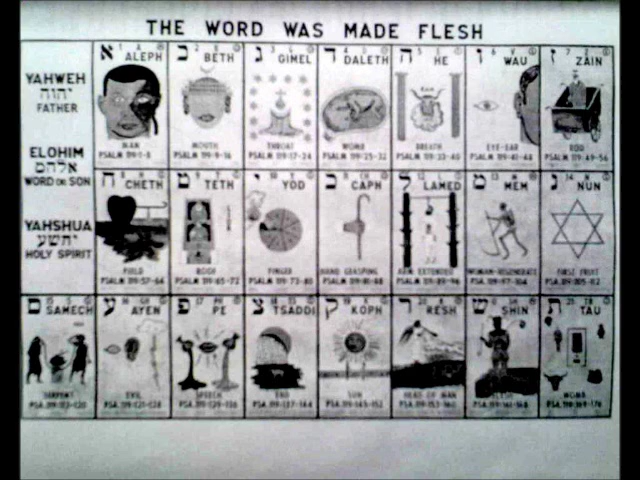 THE WORD WAS MADE FLESH
YAHWEH
יהוה
FATHER
ELOHIM
אלהם
WORD OR SON
YAHSHUA
יהשע
HOLY SPIRIT
א ALEPH
MAN
PSALM 119-1-8
ב BETH
MOUTH
PSALM 119-9-16
ג GIMEL
THROAT
PSALM 119-17-24
ד DALETH
WOMB
PSALM 119-25-32
ה HE
BREATH
PSALM 119-33-40
ו WAU
EYE-EAR
PSALM 119-41-48
ז ZAIN
ROD
PSALM 119-49-56
ח CHETH
FIELD
PSALM 119-57-64
ט TETH
ROOF
PSALM 119-65-72
י YOD
FINGER
PSALM 119-73-80
כ CAPH
HAND GRASPING
PSALM 119-81-88
ל LAMED
ARM EXTENDED
PSALM 119-89-96
מ MEM
WOMAN-REGENERATE
PSALM 119-97-104
נ NUN
FIRST FRUIT
PSALM 119-105-112
ס SAMECH
SERPENT
PSA. 119-113-120
ע AYEN
EVIL
PSA. 119-121-128
פ PE
SPEECH
PSA. 119-129-136
צ TSADDI
END
PSA. 119-137-144
ק KOPH
SUN
PSA. 119-145-152
ר RESH
HEAD OF MAN
PSA. 119-153-160
ש SHIN
FLESH
PSA. 119-161-168
ת TAU
WOMB
PSA. 119-169-176